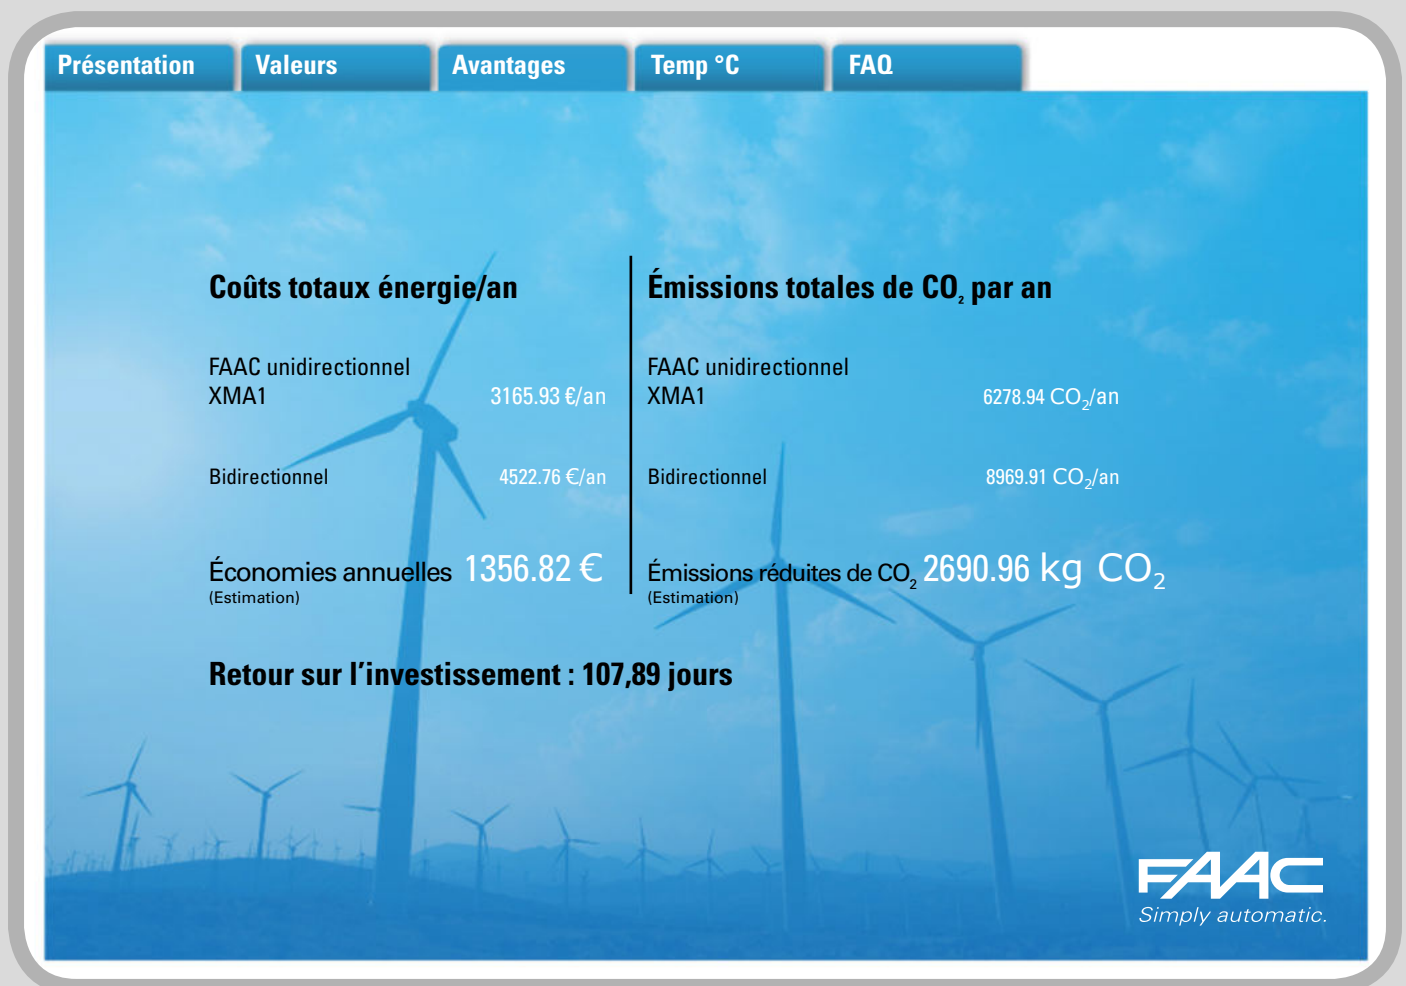 Présentation
Valeurs
Avantages
Temp °C
FAQ
Coûts totaux énergie/an
FAAC unidirectionnel
XMA1 3165.93 €/an
Bidirectionnel 4522.76 €/an
Économies annuelles 1356.82 €
(Estimation)
Émissions totales de CO₂ par an
FAAC unidirectionnel
XMA1 6278.94 CO₂/an
Bidirectionnel 8969.91 CO₂/an
Émissions réduites de CO₂ 2690.96 kg CO₂
(Estimation)
Retour sur l'investissement : 107,89 jours
FAAC
Simply automatic.